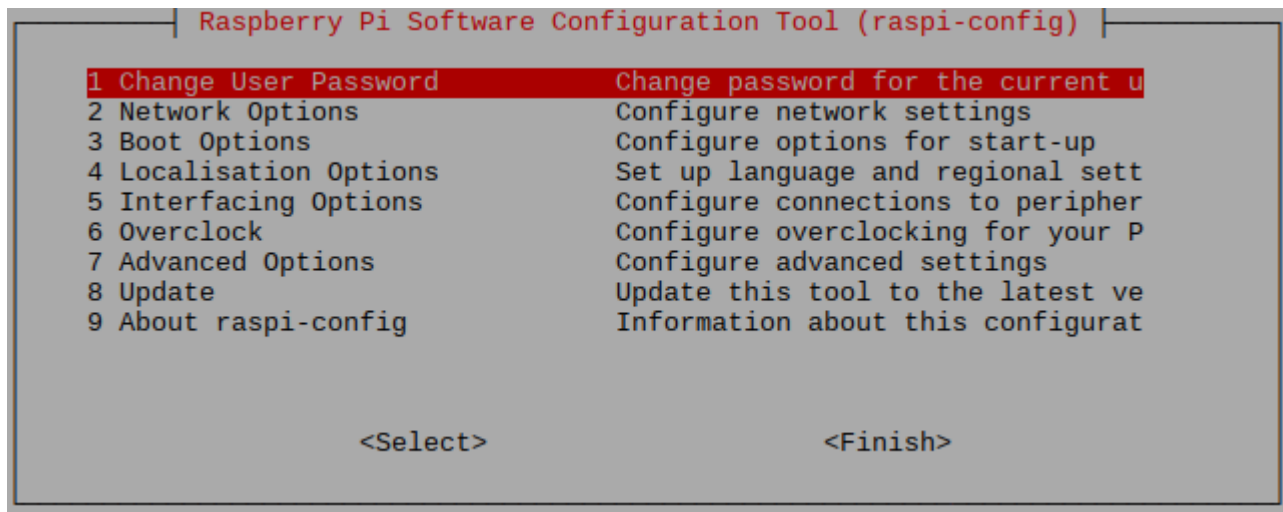 Raspberry Pi Software Configuration Tool (raspi-config)
1 Change User Password Change password for the current u
2 Network Options Configure network settings
3 Boot Options Configure options for start-up
4 Localisation Options Set up language and regional sett
5 Interfacing Options Configure connections to peripher
6 Overclock Configure overclocking for your P
7 Advanced Options Configure advanced settings
8 Update Update this tool to the latest ve
9 About raspi-config Information about this configurat
<Select> <Finish>